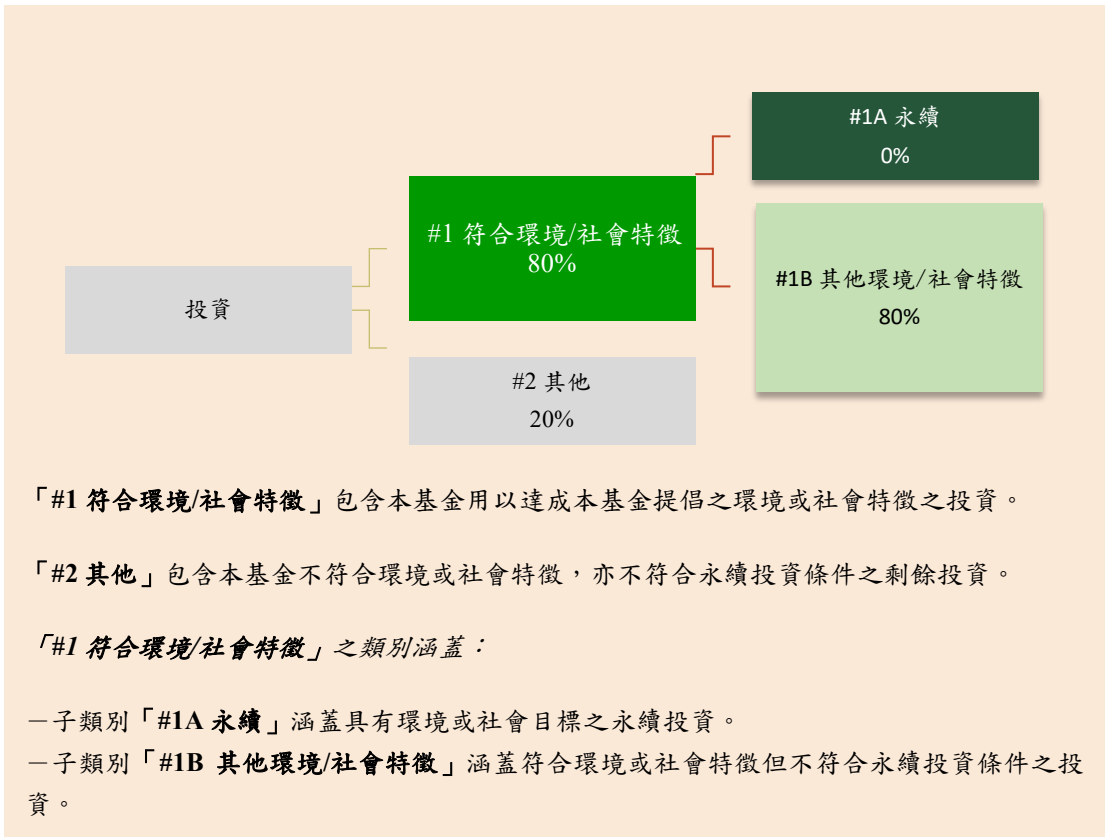 #1A 永續
0%
#1 符合環境/社會特徵
80%
#1B 其他環境/社會特徵
80%
投資
#2 其他
20%
「#1 符合環境/社會特徵」包含本基金用以達成本基金提倡之環境或社會特徵之投資。
「#2 其他」包含本基金不符合環境或社會特徵，亦不符合永續投資條件之剩餘投資。
「#1 符合環境/社會特徵」之類別涵蓋：
－子類別「#1A 永續」涵蓋具有環境或社會目標之永續投資。
－子類別「#1B 其他環境/社會特徵」涵蓋符合環境或社會特徵但不符合永續投資條件之投
資。